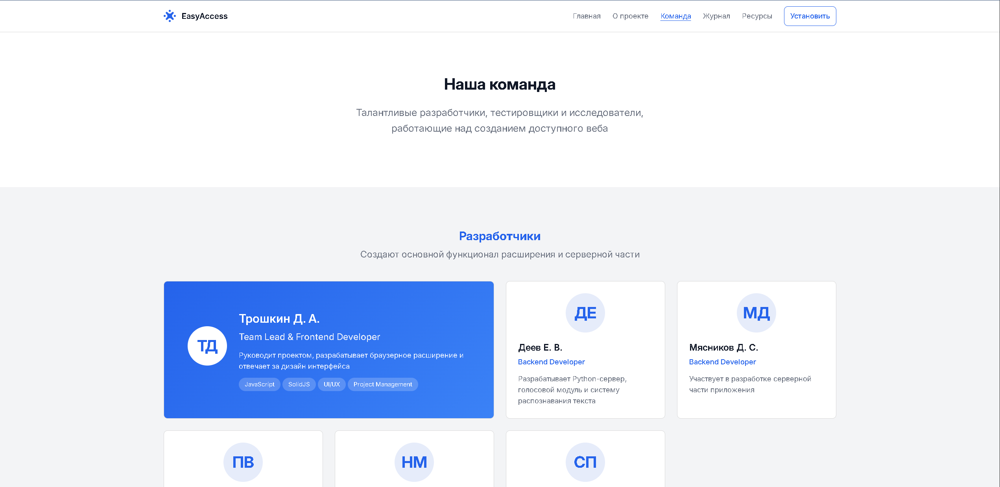 EasyAccess
Главная
О проекте
Команда
Журнал
Ресурсы
Установить
Наша команда
Талантливые разработчики, тестировщики и исследователи,
работающие над созданием доступного веба
Разработчики
Создают основной функционал расширения и серверной части
ТД
Трошкин Д. А.
Team Lead & Frontend Developer
Руководит проектом, разрабатывает браузерное расширение и
отвечает за дизайн интерфейса
JavaScript
SolidJS
UI/UX
Project Management
ДЕ
Деев Е. В.
Backend Developer
Разрабатывает Python-сервер,
голосовой модуль и систему
распознавания текста
МД
Мясников Д. С.
Backend Developer
Участвует в разработке серверной
части приложения
ПВ
НМ
СП